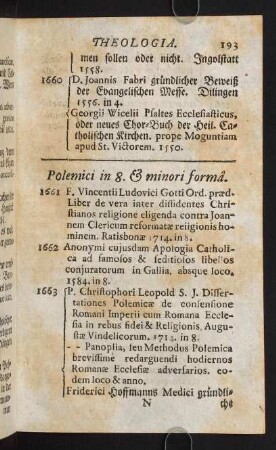 THEOLOGIA. 193
men sollen oder nicht. Ingolstatt
1558.
1660 D. Joannis Fabri gründlicher Beweiß
der Evangelischen Messe. Dilingen
1556. in 4.
Georgii Wicelii Psaltes Ecclesiasticus,
oder neues Chor-Buch der Heil. Ca-
tholischen Kirchen. prope Moguntiam
apud St. Victorem. 1550.
Polemici in 8. & minori formâ.
1661 F. Vincentii Ludovici Gotti Ord. præd.
Liber de vera inter dissidentes Chri-
stianos religione eligenda contra Joan-
nem Clericum reformatæ religionis ho-
minem. Ratisbonæ 1714. in 8.
1662 Anonymi cujusdam Apologia Catholi-
ca ad famosos & seditiosos libellos
conjuratorum in Gallia, absque loco,
1584. in 8.
1663 P. Christophori Leopold S. J. Disser-
tationes Polemicæ de consensione
Romani Imperii cum Romana Eccle-
sia in rebus fidei & Religionis, Augu-
stæ Vindelicorum. 1714. in 8.
- - Panoplia, seu Methodus Polemica
brevissime redarguendi hodiernos
Romanæ Ecclesiæ adversarios. eo-
dem loco & anno.
Friderici Hoffmanns Medici gründli-
N che